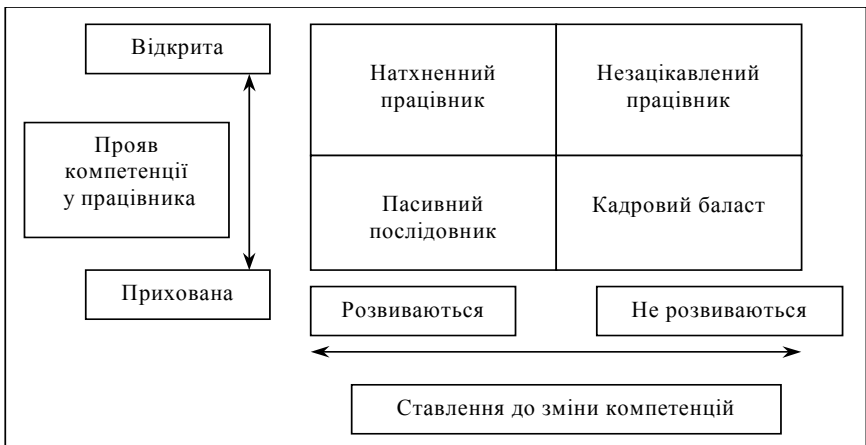 Відкрита
Натхненний
працівник
Незацікавлений
працівник
Прояв
компетенції
у працівника
Пасивний
послідовник
Кадровий баласт
Прихована
Розвиваються
Не розвиваються
Ставлення до зміни компетенцій